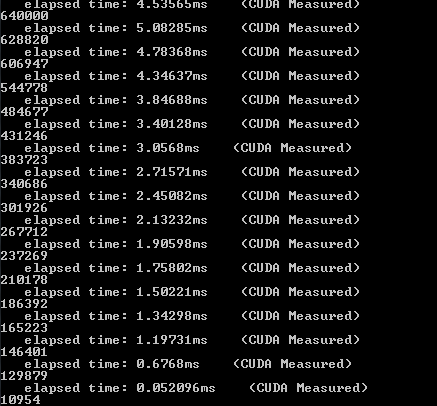 elapsed time: 4.53565ms (CUDA Measured)
640000
elapsed time: 5.08285ms (CUDA Measured)
628820
elapsed time: 4.78368ms (CUDA Measured)
606947
elapsed time: 4.34637ms (CUDA Measured)
544778
elapsed time: 3.84688ms (CUDA Measured)
484677
elapsed time: 3.40128ms (CUDA Measured)
431246
elapsed time: 3.0568ms (CUDA Measured)
383723
elapsed time: 2.71571ms (CUDA Measured)
340686
elapsed time: 2.45082ms (CUDA Measured)
301926
elapsed time: 2.13232ms (CUDA Measured)
267712
elapsed time: 1.90598ms (CUDA Measured)
237269
elapsed time: 1.75802ms (CUDA Measured)
210178
elapsed time: 1.50221ms (CUDA Measured)
186392
elapsed time: 1.34298ms (CUDA Measured)
165223
elapsed time: 1.19731ms (CUDA Measured)
146401
elapsed time: 0.6768ms (CUDA Measured)
129879
elapsed time: 0.052096ms (CUDA Measured)
10954